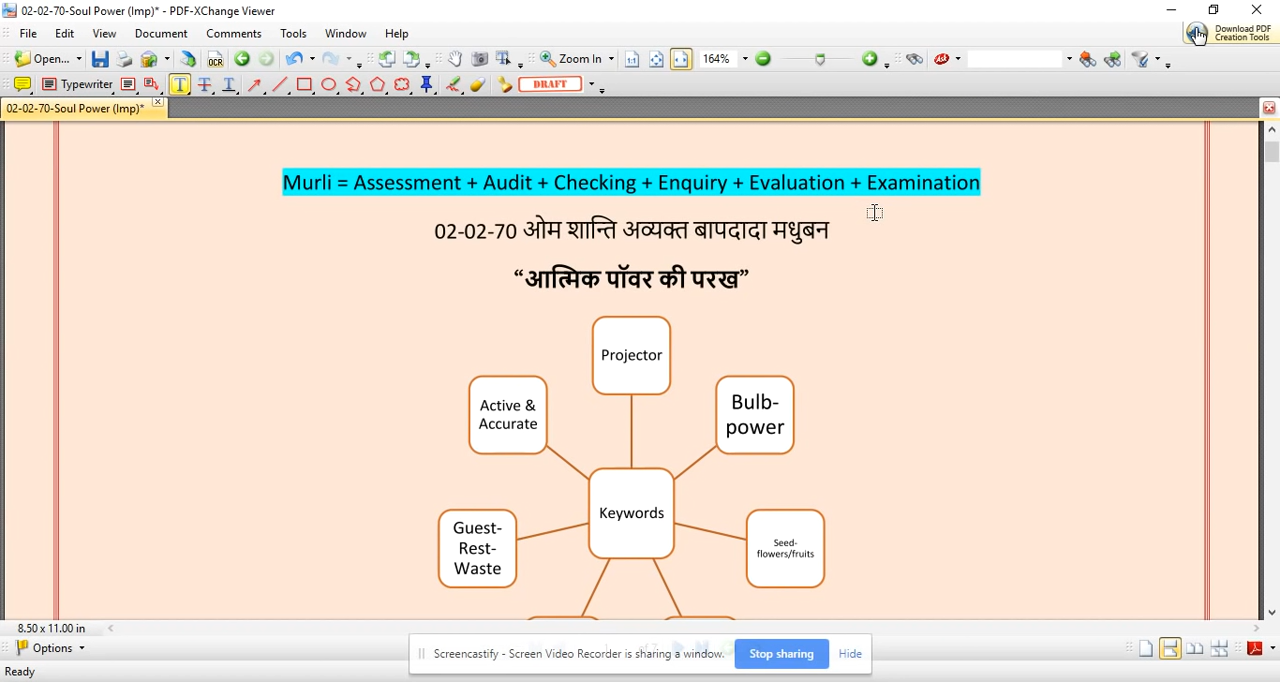 02-02-70-Soul Power (Imp)* - PDF-XChange Viewer
File Edit View Document Comments Tools Window Help
Download PDF
Creation Tools
Open... OCR Zoom In 164%
Typewriter T T T DRAFT
02-02-70-Soul Power (Imp)*
Murli = Assessment + Audit + Checking + Enquiry + Evaluation + Examination
02-02-70 ओम शान्ति अव्यक्त बापदादा मधुबन
“आत्मिक पॉवर की परख”
Projector
Active &
Accurate
Bulb-
power
Keywords
Guest-
Rest-
Waste
Seed-
flowers/fruits
8.50 x 11.00 in
Options
Screencastify - Screen Video Recorder is sharing a window. Stop sharing Hide
Ready